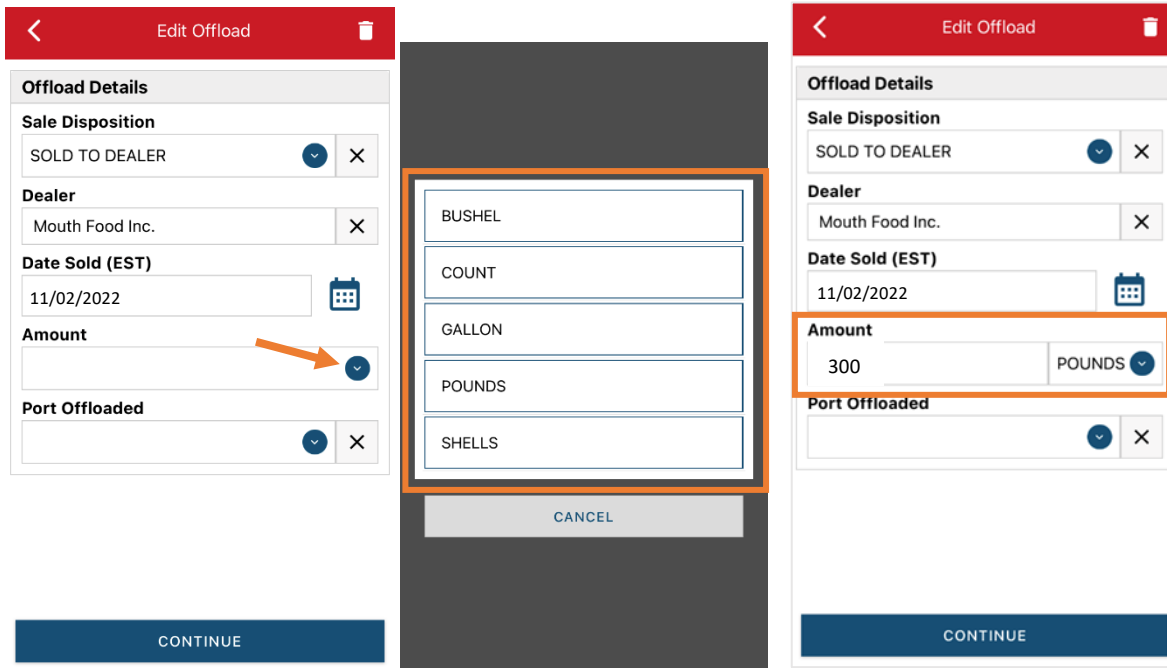 Edit Offload
Offload Details
Sale Disposition
SOLD TO DEALER
Dealer
Mouth Food Inc.
Date Sold (EST)
11/02/2022
Amount
Port Offloaded
CONTINUE
BUSHEL
COUNT
GALLON
POUNDS
SHELLS
CANCEL
Edit Offload
Offload Details
Sale Disposition
SOLD TO DEALER
Dealer
Mouth Food Inc.
Date Sold (EST)
11/02/2022
Amount
300 POUNDS
Port Offloaded
CONTINUE